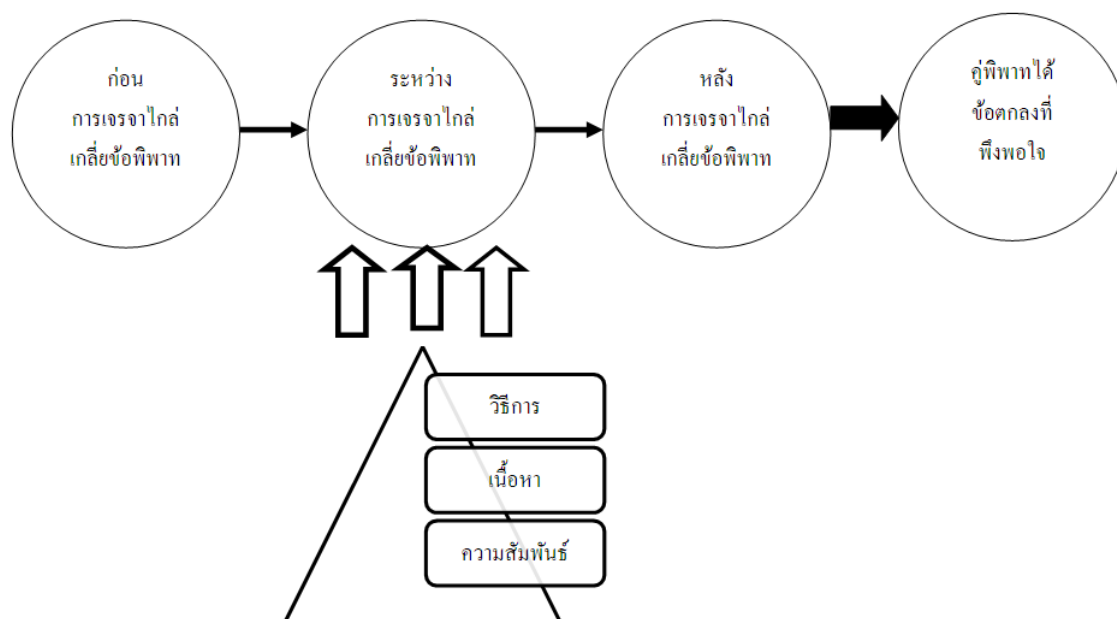 ก่อน
การเจรจาไกล่
เกลี่ยข้อพิพาท
ระหว่าง
การเจรจาไกล่
เกลี่ยข้อพิพาท
หลัง
การเจรจาไกล่
เกลี่ยข้อพิพาท
คู่พิพาทได้
ข้อตกลงที่
พึงพอใจ
วิธีการ
เนื้อหา
ความสัมพันธ์